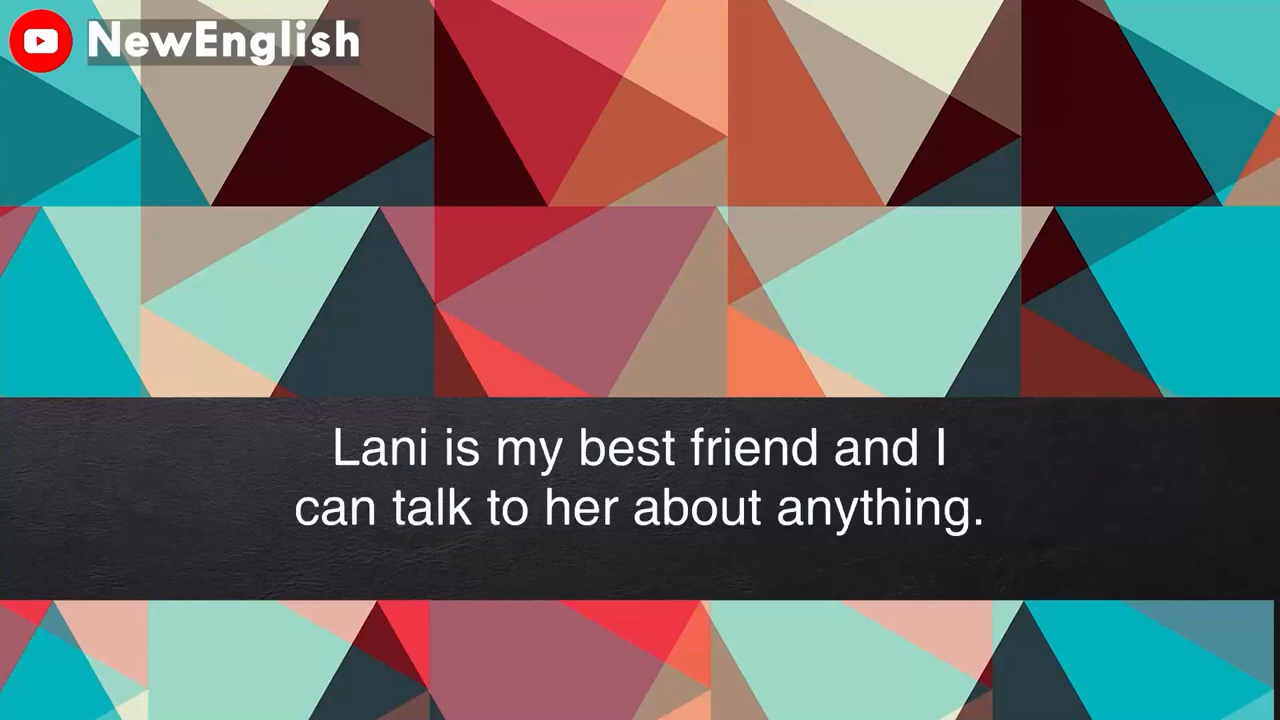 NewEnglish
Lani is my best friend and I
can talk to her about anything.